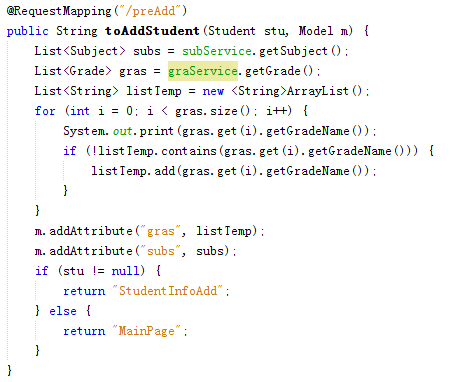 @RequestMapping("/preAdd")
public String toAddStudent(Student stu, Model m) {
    List<Subject> subs = subService.getSubject();
    List<Grade> gras = graService.getGrade();
    List<String> listTemp = new <String>ArrayList();
    for (int i = 0; i < gras.size(); i++) {
        System.out.print(gras.get(i).getGradeName());
        if (!listTemp.contains(gras.get(i).getGradeName())) {
            listTemp.add(gras.get(i).getGradeName());
        }
    }
    m.addAttribute("gras", listTemp);
    m.addAttribute("subs", subs);
    if (stu != null) {
        return "StudentInfoAdd";
    } else {
        return "MainPage";
    }
}